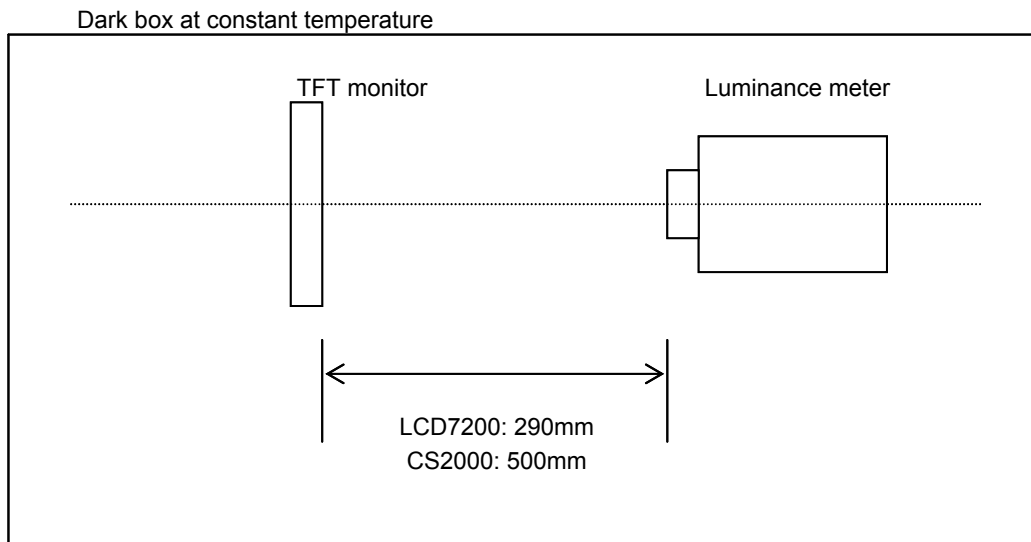 Dark box at constant temperature
TFT monitor
Luminance meter
LCD7200: 290mm
CS2000: 500mm